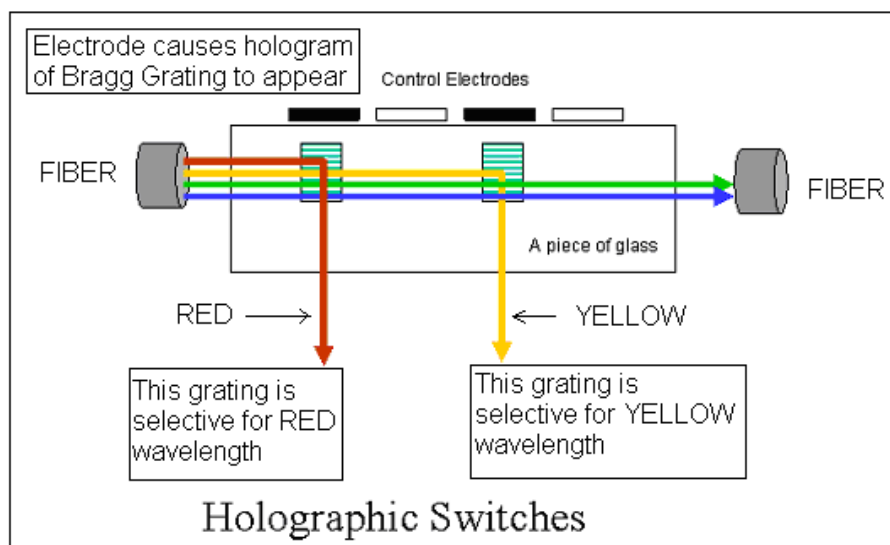 Electrode causes hologram
of Bragg Grating to appear
Control Electrodes
FIBER
FIBER
A piece of glass
RED
YELLOW
This grating is
selective for RED
wavelength
This grating is
selective for YELLOW
wavelength
Holographic Switches